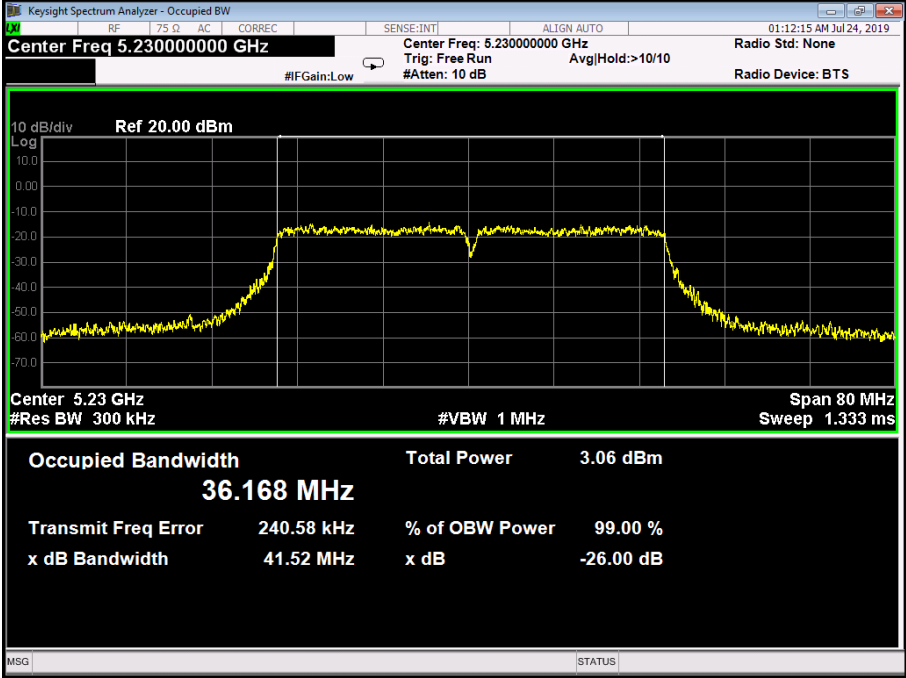 Keysight Spectrum Analyzer - Occupied BW
LXI RF 75 Ω AC CORREC SENSE:INT ALIGN AUTO 01:12:15 AM Jul 24, 2019
Center Freq 5.230000000 GHz Center Freq: 5.230000000 GHz Radio Std: None
Trig: Free Run Avg|Hold:>10/10
#IFGain:Low #Atten: 10 dB Radio Device: BTS
10 dB/div Ref 20.00 dBm
Log
10.0
0.00
-10.0
-20.0
-30.0
-40.0
-50.0
-60.0
-70.0
Center 5.23 GHz Span 80 MHz
#Res BW 300 kHz #VBW 1 MHz Sweep 1.333 ms
Occupied Bandwidth Total Power 3.06 dBm
36.168 MHz
Transmit Freq Error 240.58 kHz % of OBW Power 99.00 %
x dB Bandwidth 41.52 MHz x dB -26.00 dB
MSG STATUS